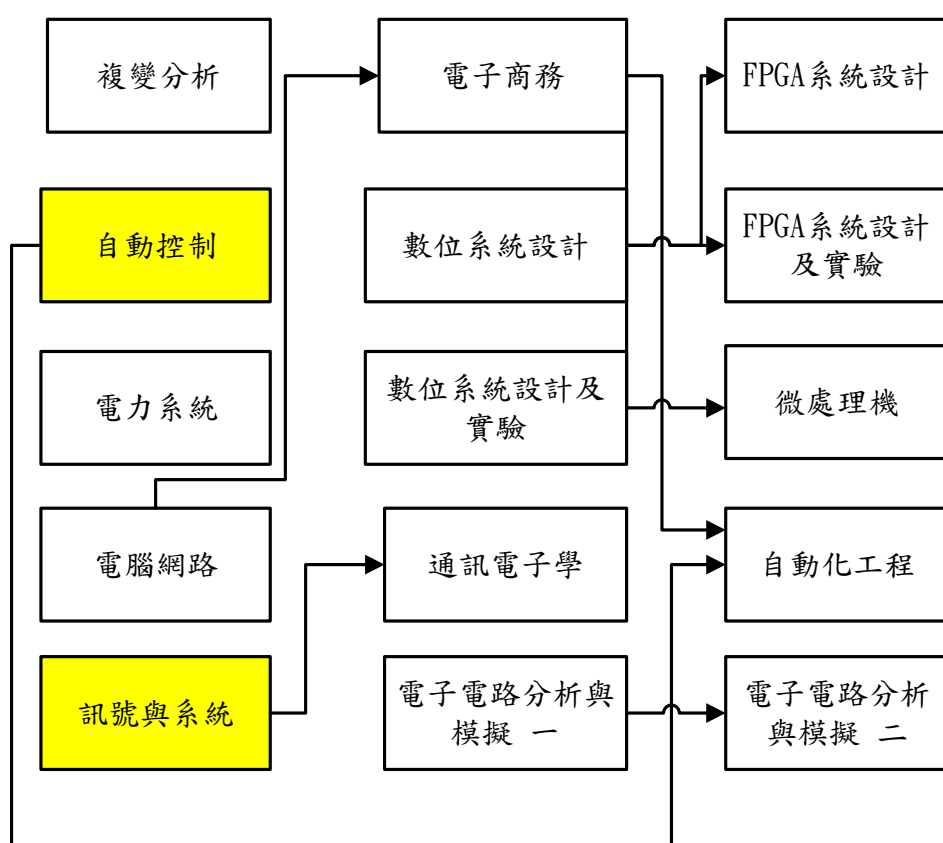 複變分析
電子商務
FPGA系統設計
自動控制
數位系統設計
FPGA系統設計
及實驗
電力系統
數位系統設計及
實驗
微處理機
電腦網路
通訊電子學
自動化工程
訊號與系統
電子電路分析與
模擬 一
電子電路分析
與模擬 二